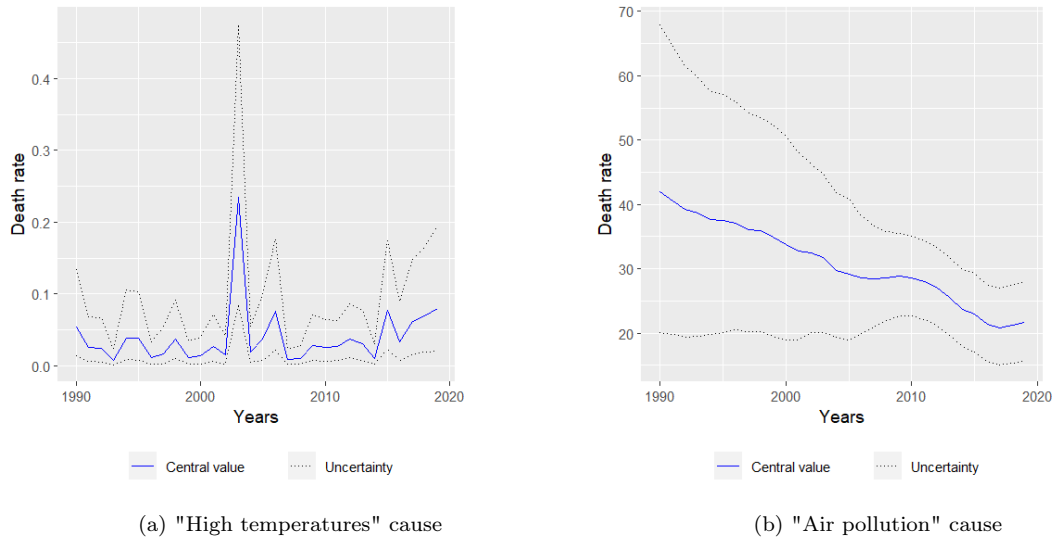 0.4
0.3
0.2
0.1
0.0
Death rate
1990
2000
2010
2020
Years
Central value
Uncertainty
(a) "High temperatures" cause
70
60
50
40
30
20
Death rate
1990
2000
2010
2020
Years
Central value
Uncertainty
(b) "Air pollution" cause